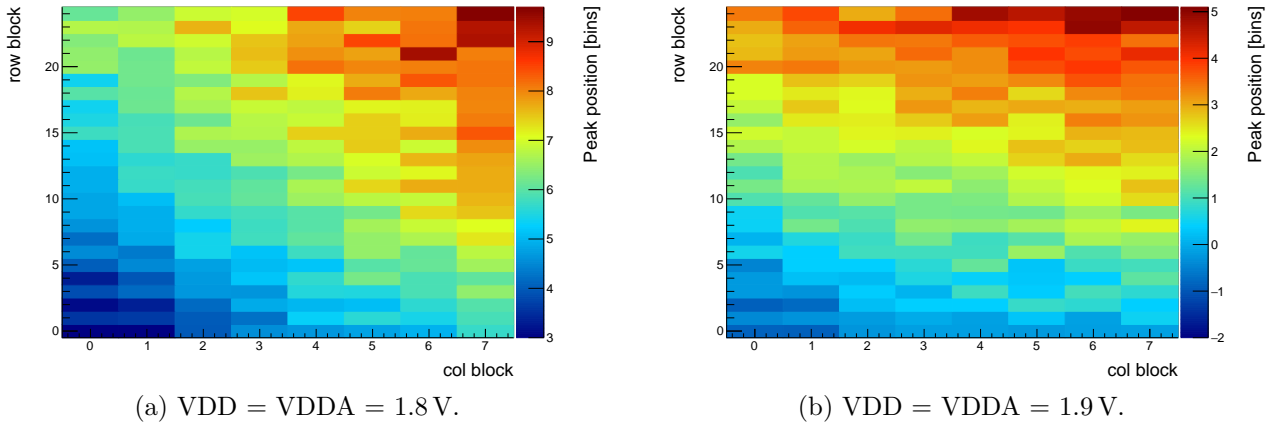 row block
20
15
10
5
0
0 1 2 3 4 5 6 7
col block
9
8
7
6
5
4
3
Peak position [bins]
(a) VDD = VDDA = 1.8 V.
row block
20
15
10
5
0
0 1 2 3 4 5 6 7
col block
5
4
3
2
1
0
−1
−2
Peak position [bins]
(b) VDD = VDDA = 1.9 V.